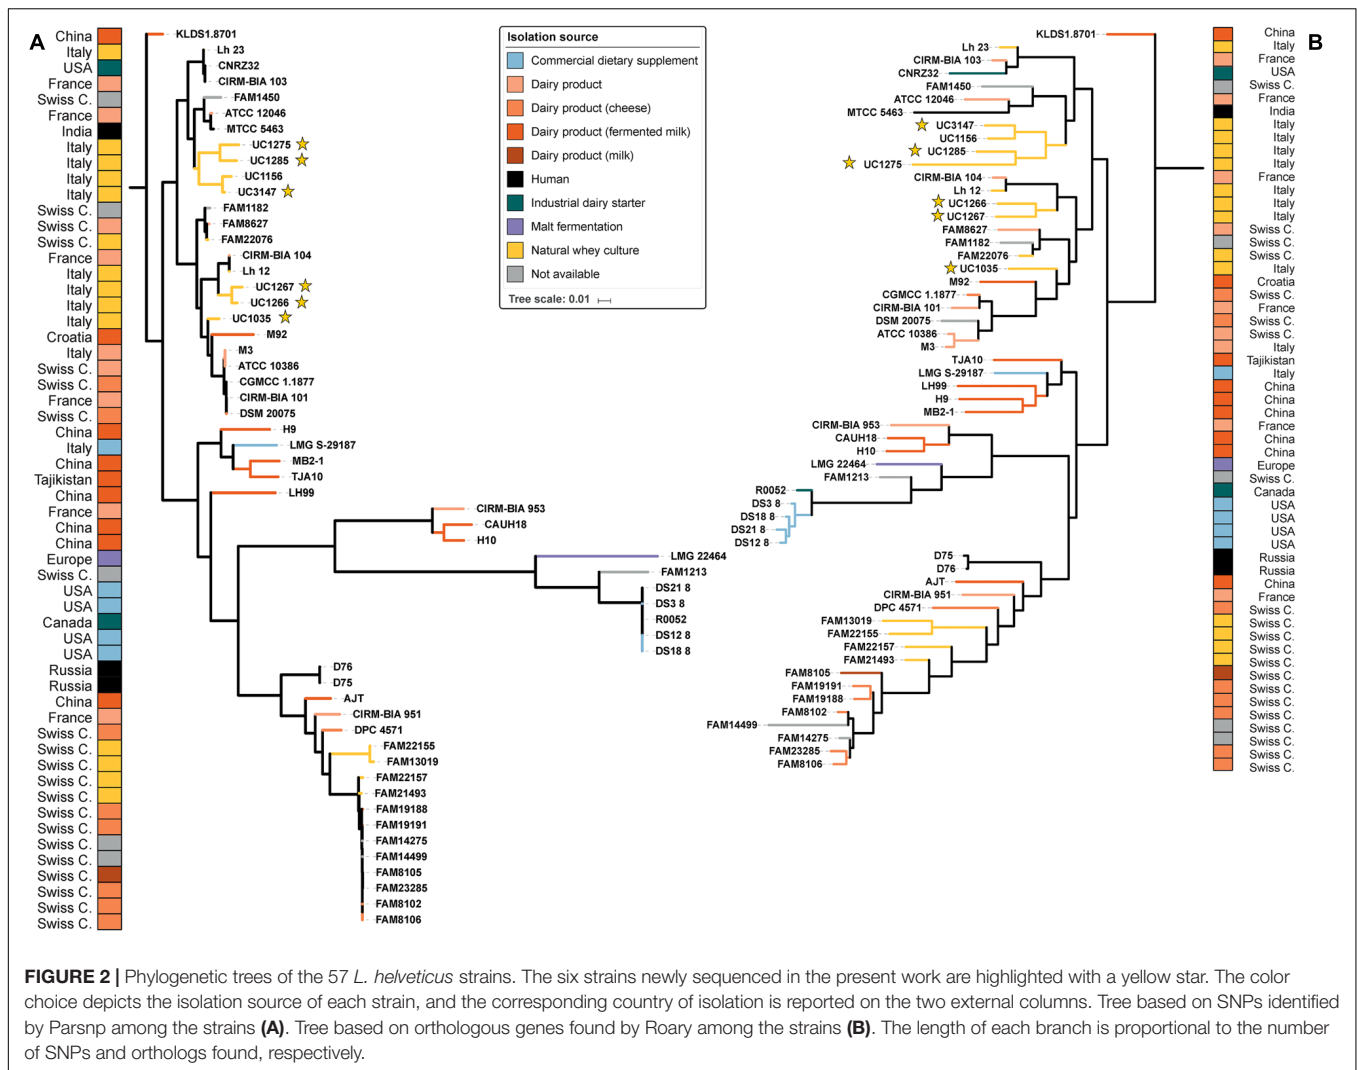 A
China
Italy
USA
France
Swiss C.
France
India
Italy
Italy
Italy
Italy
Swiss C.
Swiss C.
Swiss C.
France
Italy
Italy
Italy
Italy
Croatia
Italy
Swiss C.
Swiss C.
France
Swiss C.
China
Italy
China
Tajikistan
China
France
China
China
Europe
Swiss C.
USA
USA
Canada
USA
USA
Russia
Russia
China
France
Swiss C.
Swiss C.
Swiss C.
Swiss C.
Swiss C.
Swiss C.
Swiss C.
Swiss C.
Swiss C.
Swiss C.
Swiss C.
Swiss C.
Swiss C.
KLDS1.8701
Lh 23
CNRZ32
CIRM-BIA 103
FAM1450
ATCC 12046
MTCC 5463
UC1275
UC1285
UC1156
UC3147
FAM1182
FAM8627
FAM22076
CIRM-BIA 104
Lh 12
UC1267
UC1266
UC1035
M92
M3
ATCC 10386
CGMCC 1.1877
CIRM-BIA 101
DSM 20075
H9
LMG S-29187
MB2-1
TJA10
LH99
CIRM-BIA 953
CAUH18
H10
LMG 22464
FAM1213
DS21 8
DS3 8
R0052
DS12 8
DS18 8
D76
D75
AJT
CIRM-BIA 951
DPC 4571
FAM22155
FAM13019
FAM22157
FAM21493
FAM19188
FAM19191
FAM14275
FAM14499
FAM8105
FAM23285
FAM8102
FAM8106
Isolation source
Commercial dietary supplement
Dairy product
Dairy product (cheese)
Dairy product (fermented milk)
Dairy product (milk)
Human
Industrial dairy starter
Malt fermentation
Natural whey culture
Not available
Tree scale: 0.01
B
KLDS1.8701
Lh 23
CIRM-BIA 103
CNRZ32
FAM1450
ATCC 12046
MTCC 5463
UC3147
UC1156
UC1285
UC1275
CIRM-BIA 104
Lh 12
UC1266
UC1267
FAM8627
FAM1182
FAM22076
UC1035
M92
CGMCC 1.1877
CIRM-BIA 101
DSM 20075
ATCC 10386
M3
TJA10
LMG S-29187
LH99
H9
MB2-1
CIRM-BIA 953
CAUH18
H10
LMG 22464
FAM1213
R0052
DS3 8
DS18 8
DS21 8
DS12 8
D75
D76
AJT
CIRM-BIA 951
DPC 4571
FAM13019
FAM22155
FAM22157
FAM21493
FAM8105
FAM19191
FAM19188
FAM8102
FAM14499
FAM14275
FAM23285
FAM8106
China
Italy
France
USA
Swiss C.
France
India
Italy
Italy
Italy
Italy
France
Italy
Italy
Italy
Swiss C.
Swiss C.
Swiss C.
Italy
Croatia
Swiss C.
France
Swiss C.
Swiss C.
Italy
Tajikistan
Italy
China
China
China
France
China
China
Europe
Swiss C.
Canada
USA
USA
USA
USA
Russia
Russia
China
France
Swiss C.
Swiss C.
Swiss C.
Swiss C.
Swiss C.
Swiss C.
Swiss C.
Swiss C.
Swiss C.
Swiss C.
Swiss C.
Swiss C.
Swiss C.
FIGURE 2 | Phylogenetic trees of the 57 L. helveticus strains. The six strains newly sequenced in the present work are highlighted with a yellow star. The color
choice depicts the isolation source of each strain, and the corresponding country of isolation is reported on the two external columns. Tree based on SNPs identified
by Parsnp among the strains (A). Tree based on orthologous genes found by Roary among the strains (B). The length of each branch is proportional to the number
of SNPs and orthologs found, respectively.